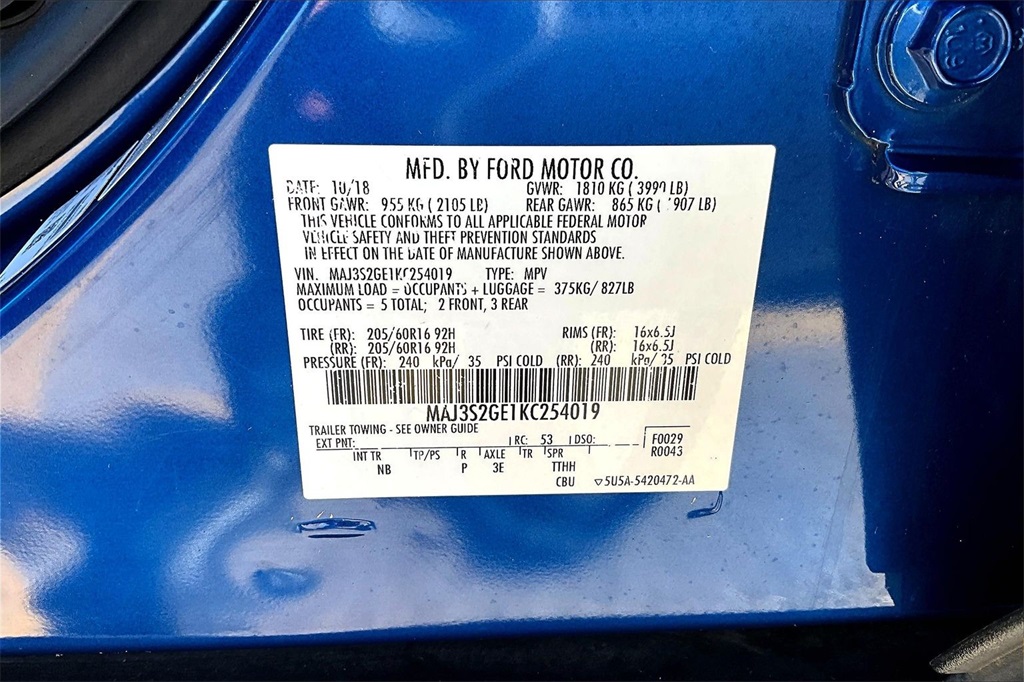 MFD. BY FORD MOTOR CO.
DATE: 10/18 GVWR: 1810 KG ( 3990 LB)
FRONT GAWR: 955 KG ( 2105 LB) REAR GAWR: 865 KG ( 1907 LB)
THIS VEHICLE CONFORMS TO ALL APPLICABLE FEDERAL MOTOR
VEHICLE SAFETY AND THEFT PREVENTION STANDARDS
IN EFFECT ON THE DATE OF MANUFACTURE SHOWN ABOVE.
VIN: MAJ3S2GE1KC254019 TYPE: MPV
MAXIMUM LOAD = OCCUPANTS + LUGGAGE = 375KG/ 827LB
OCCUPANTS = 5 TOTAL; 2 FRONT, 3 REAR
TIRE (FR): 205/60R16 92H RIMS (FR): 16x6.5J
(RR): 205/60R16 92H (RR): 16x6.5J
PRESSURE (FR): 240 kPa/ 35 PSI COLD (RR): 240 kPa/ 35 PSI COLD
MAJ3S2GE1KC254019
TRAILER TOWING - SEE OWNER GUIDE
EXT PNT: RC: 53 DSO: F0029
INT TR TP/PS R AXLE TR SPR R0043
NB P 3E TTHH
CBU ▽5U5A-5420472-AA